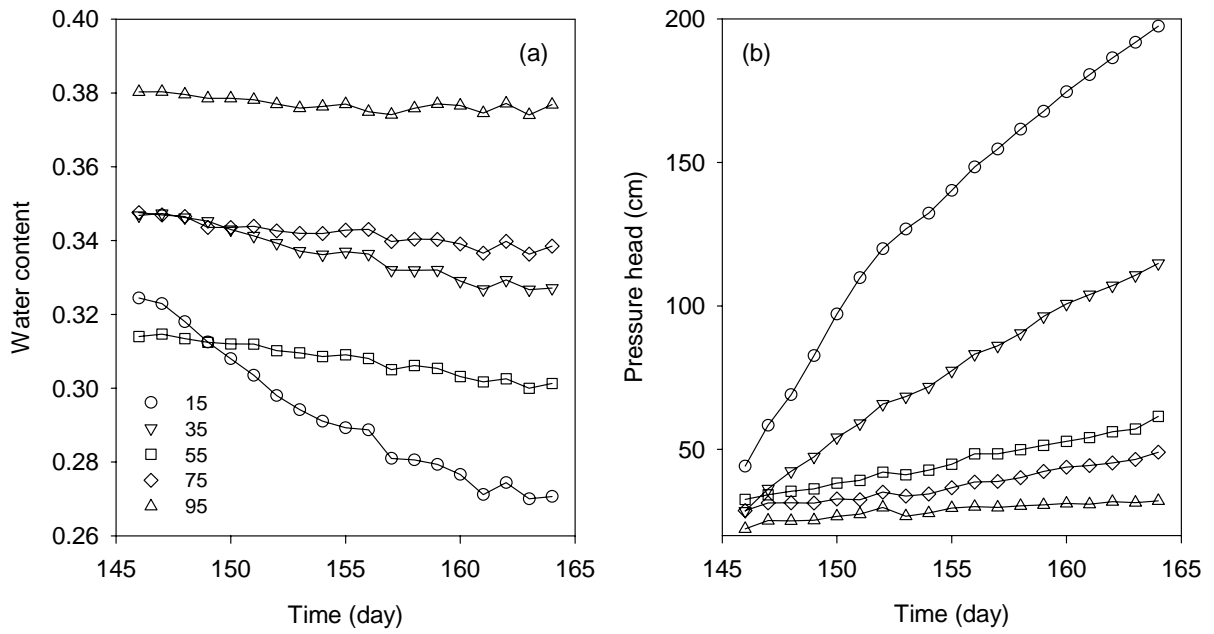 (a)
Water content
0.40
0.38
0.36
0.34
0.32
0.30
0.28
0.26
15
35
55
75
95
145 150 155 160 165
Time (day)
(b)
Pressure head (cm)
200
150
100
50
145 150 155 160 165
Time (day)